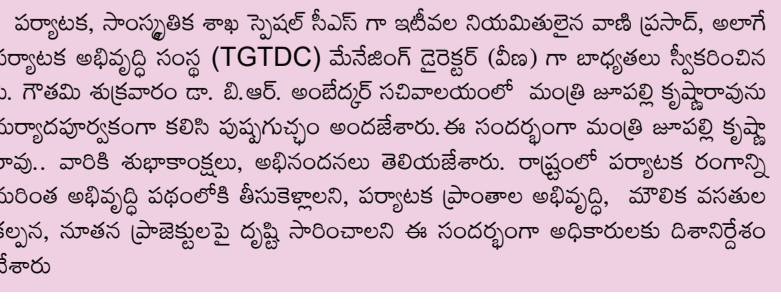 పర్యాటక, సాంస్కృతిక శాఖ స్పెషల్ సీఎస్ గా ఇటీవల నియమితులైన వాణి ప్రసాద్, అలాగే
పర్యాటక అభివృద్ధి సంస్థ (TGTDC) మేనేజింగ్ డైరెక్టర్ (వీణ) గా బాధ్యతలు స్వీకరించిన
గౌతమి శుక్రవారం డా. బి.ఆర్. అంబేద్కర్ సచివాలయంలో మంత్రి జూపల్లి కృష్ణారావును
మర్యాదపూర్వకంగా కలిసి పుష్పగుచ్ఛం అందజేశారు. ఈ సందర్భంగా మంత్రి జూపల్లి కృష్ణా
రావు.. వారికి శుభాకాంక్షలు, అభినందనలు తెలియజేశారు. రాష్ట్రంలో పర్యాటక రంగాన్ని
మరింత అభివృద్ధి పథంలోకి తీసుకెళ్లాలని, పర్యాటక ప్రాంతాల అభివృద్ధి, మౌలిక వసతుల
కల్పన, నూతన ప్రాజెక్టులపై దృష్టి సారించాలని ఈ సందర్భంగా అధికారులకు దిశానిర్దేశం
చేశారు